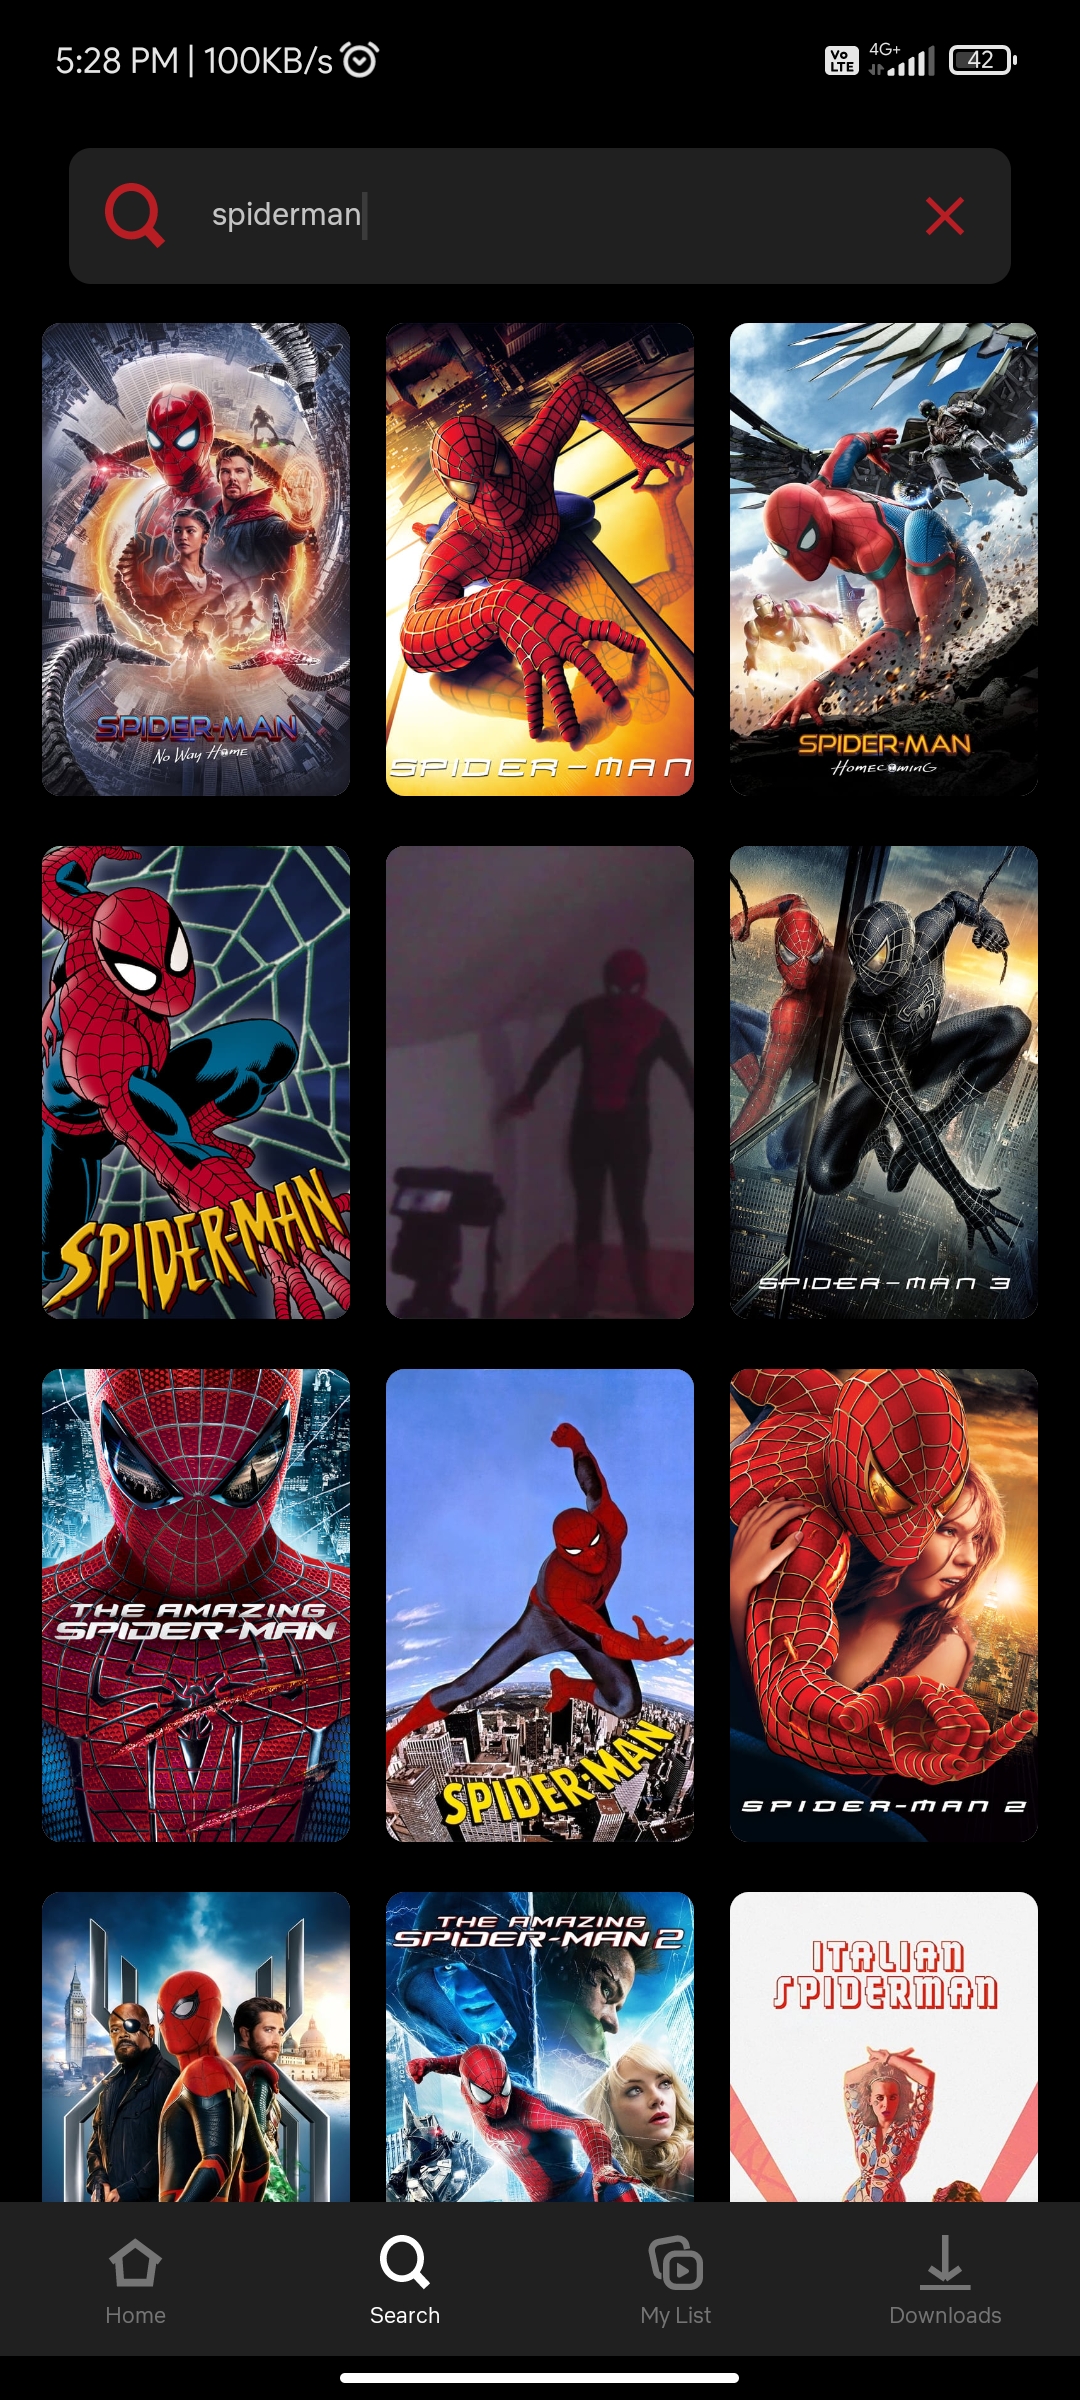 5:28 PM | 100KB/s
Vo LTE 4G+ 42
spiderman
SPIDER-MAN
No Way Home
SPIDER-MAN
SPIDER-MAN
HomecominG
SPIDER-MAN
SPIDER-MAN 3
THE AMAZING
SPIDER-MAN
SPIDER-MAN
SPIDER-MAN 2
THE AMAZING
SPIDER-MAN 2
ITALIAN
SPIDERMAN
Home
Search
My List
Downloads